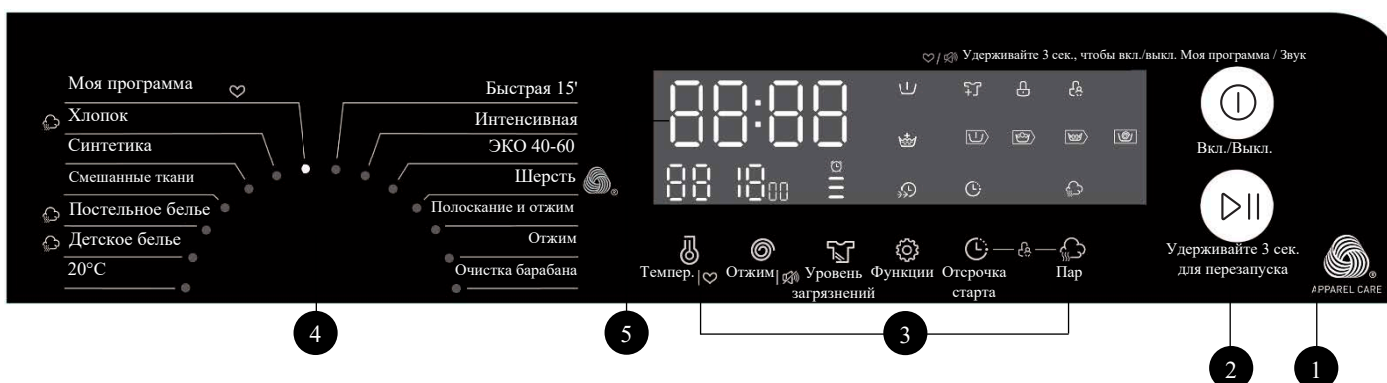 Удерживайте 3 сек., чтобы вкл./выкл. Моя программа / Звук
Моя программа
Хлопок
Синтетика
Смешанные ткани
Постельное белье
Детское белье
20°C
Быстрая 15'
Интенсивная
ЭКО 40-60
Шерсть
Полоскание и отжим
Отжим
Очистка барабана
88:88
88 18 00
Темпер.
Отжим
Уровень
загрязнений
Функции
Отсрочка
старта
Пар
Вкл./Выкл.
Удерживайте 3 сек.
для перезапуска
®
®
APPAREL CARE
4
5
3
2
1